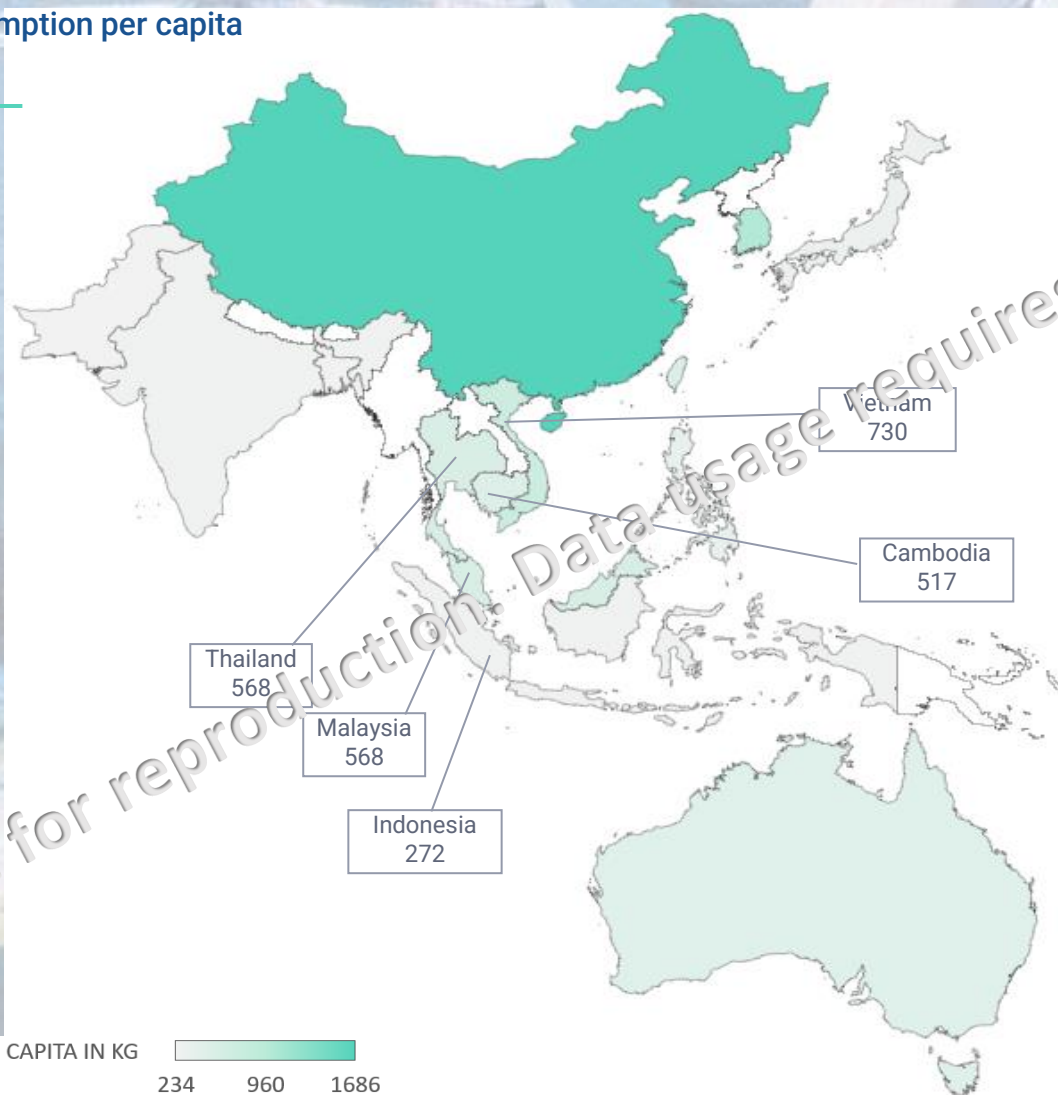 mption per capita
for reproduction. Data usage requires
Vietnam
730
Cambodia
517
Thailand
568
Malaysia
568
Indonesia
272
CAPITA IN KG
234 960 1686